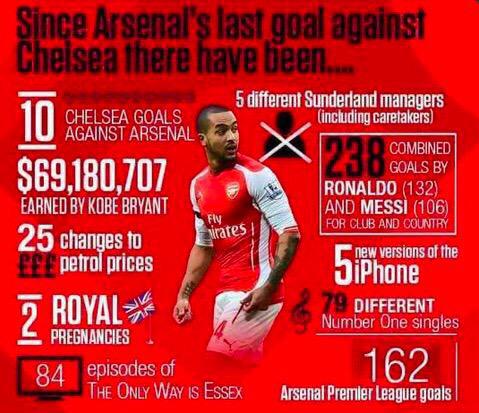 Since Arsenal's last goal against
Chelsea there have been....
10 CHELSEA GOALS
AGAINST ARSENAL
5 different Sunderland managers
(including caretakers)
$69,180,707
EARNED BY KOBE BRYANT
238 COMBINED
GOALS BY
RONALDO (132)
AND MESSI (106)
FOR CLUB AND COUNTRY
25 changes to
£££ petrol prices
5 new versions of the
iPhone
2 ROYAL
PREGNANCIES
79 DIFFERENT
Number One singles
84 episodes of
THE ONLY WAY IS ESSEX
162
Arsenal Premier League goals
Fly
Emirates